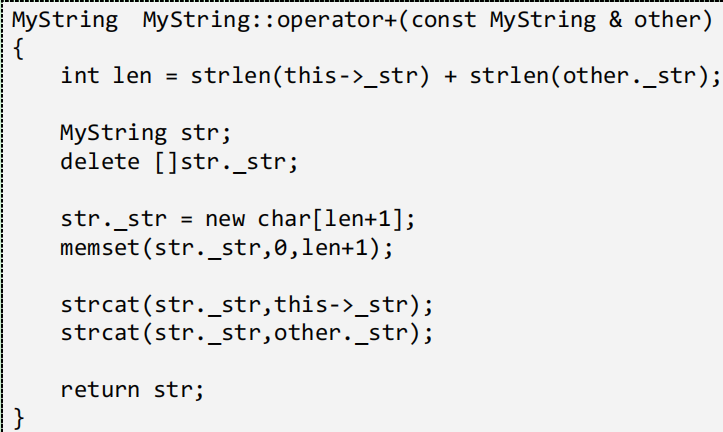 MyString  MyString::operator+(const MyString & other)
{
    int len = strlen(this->_str) + strlen(other._str);

    MyString str;
    delete []str._str;

    str._str = new char[len+1];
    memset(str._str,0,len+1);

    strcat(str._str,this->_str);
    strcat(str._str,other._str);

    return str;
}